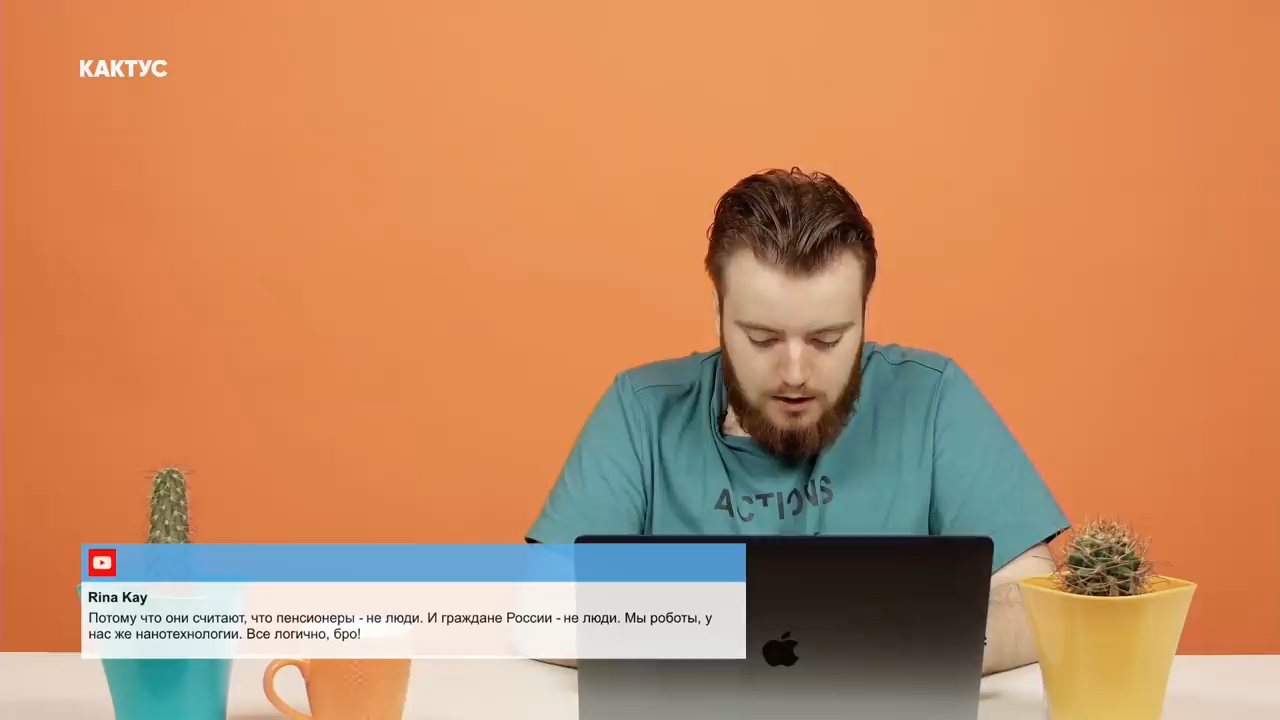 КАКТУС
ACTIONS
Rina Kay
Потому что они считают, что пенсионеры - не люди. И граждане России - не люди. Мы роботы, у
нас же нанотехнологии. Все логично, бро!